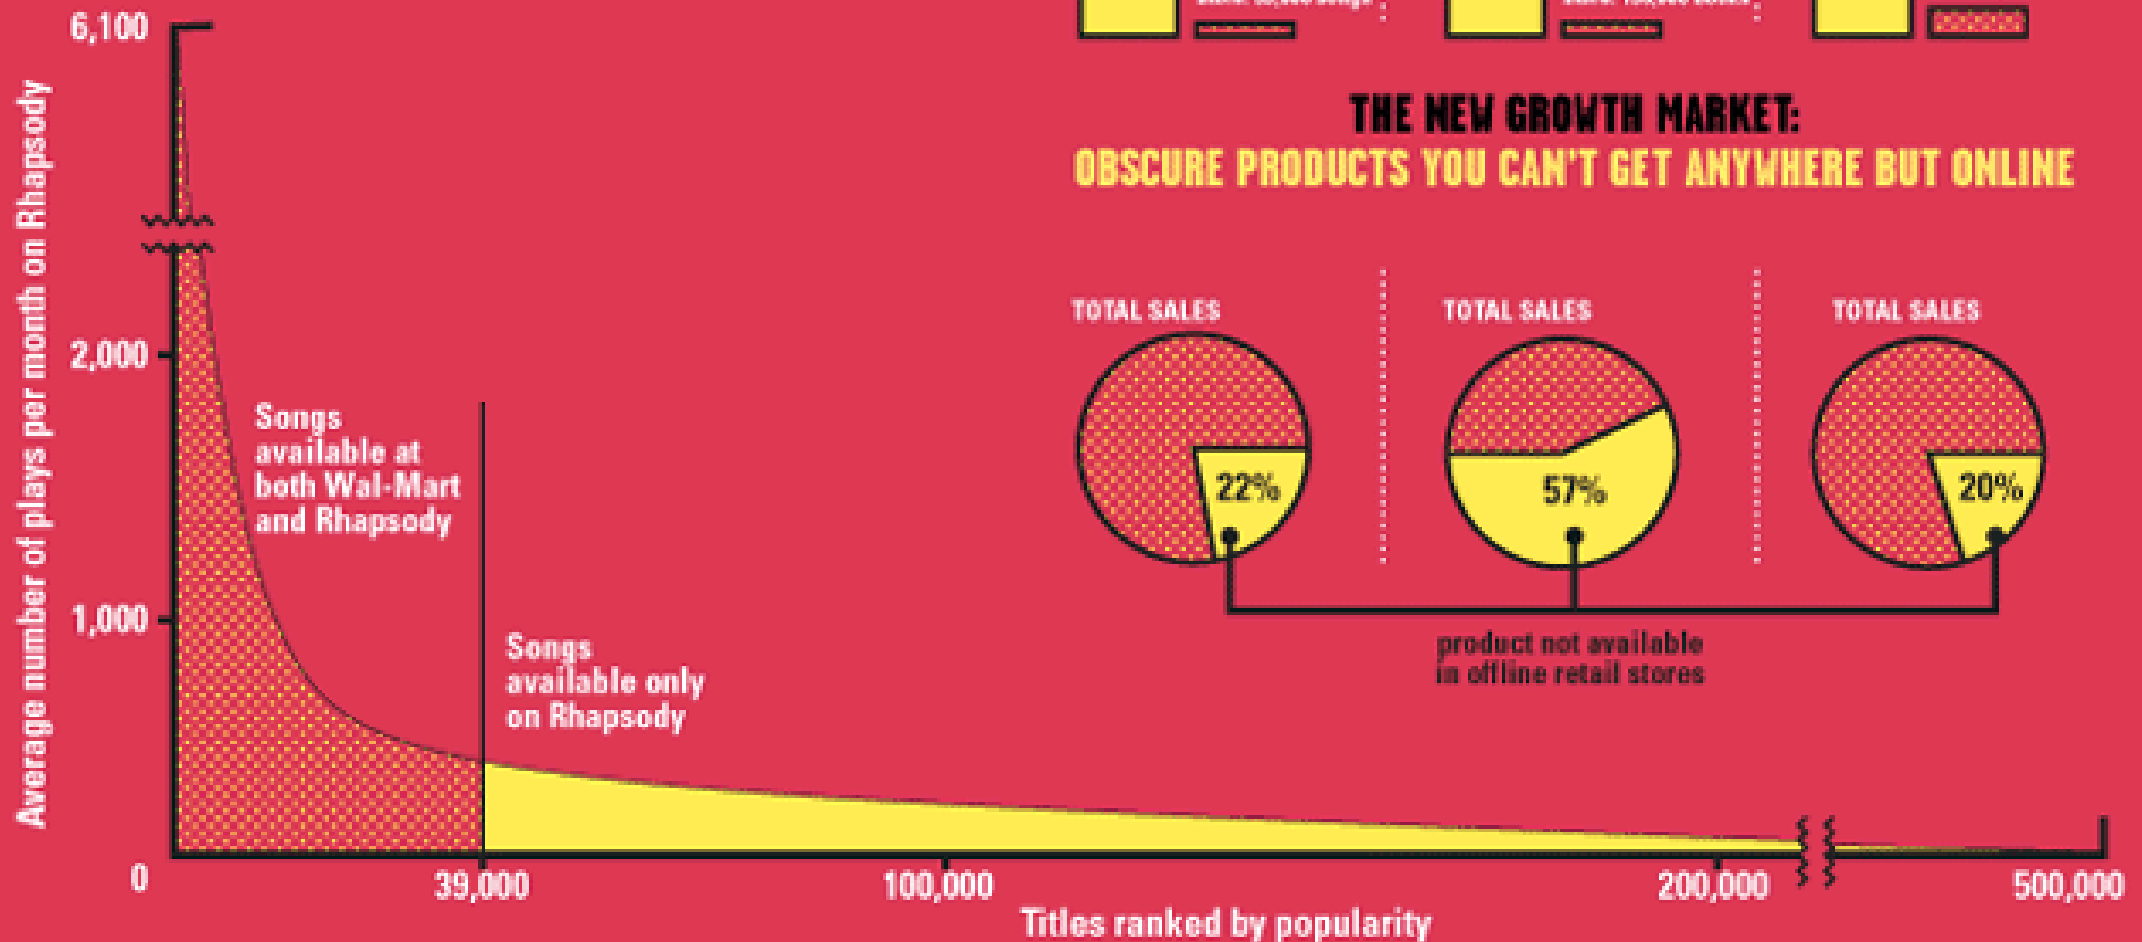 6,100
2,000
1,000
0
Average number of plays per month on Rhapsody
Songs
available at
both Wal-Mart
and Rhapsody
Songs
available only
on Rhapsody
39,000
100,000
200,000
500,000
Titles ranked by popularity
THE NEW GROWTH MARKET:
OBSCURE PRODUCTS YOU CAN'T GET ANYWHERE BUT ONLINE
TOTAL SALES
TOTAL SALES
TOTAL SALES
22%
57%
20%
product not available
in offline retail stores